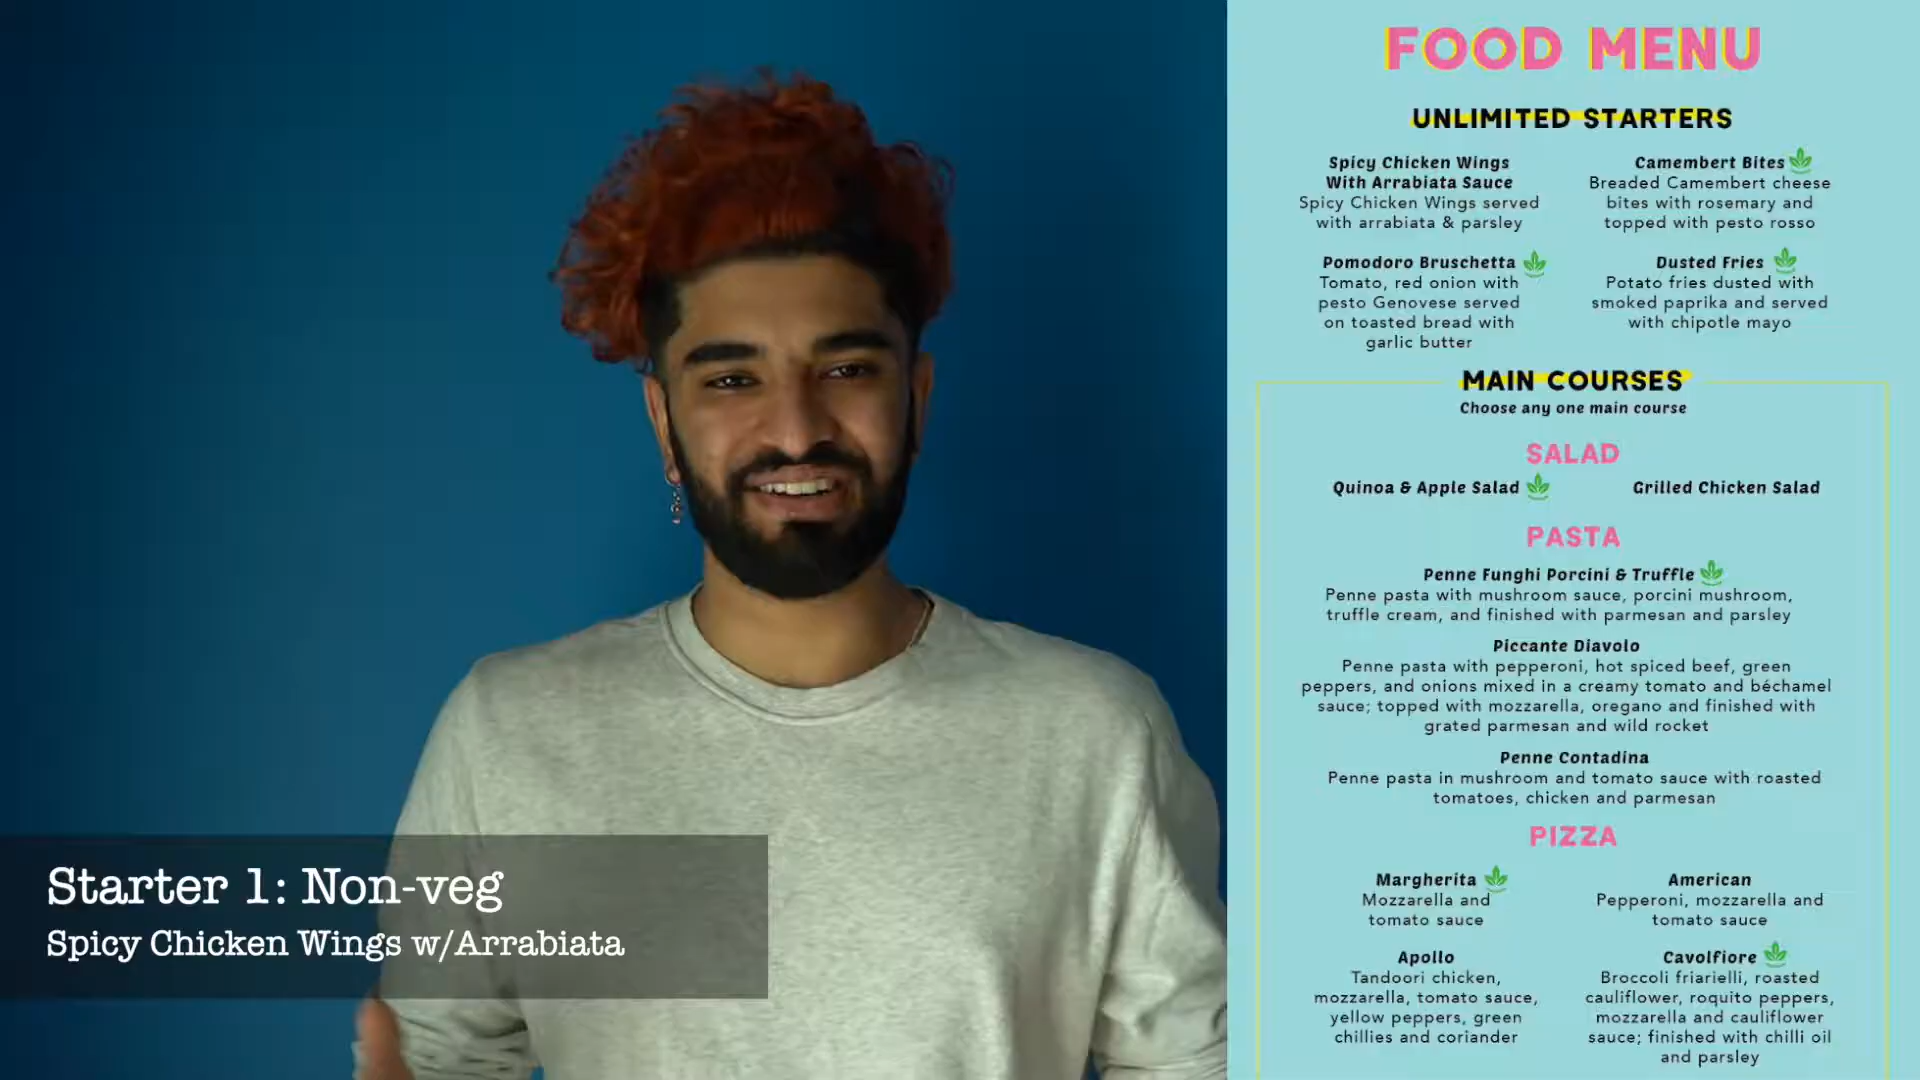 FOOD MENU
UNLIMITED STARTERS
Spicy Chicken Wings
With Arrabiata Sauce
Spicy Chicken Wings served
with arrabiata & parsley
Camembert Bites
Breaded Camembert cheese
bites with rosemary and
topped with pesto rosso
Pomodoro Bruschetta
Tomato, red onion with
pesto Genovese served
on toasted bread with
garlic butter
Dusted Fries
Potato fries dusted with
smoked paprika and served
with chipotle mayo
MAIN COURSES
Choose any one main course
SALAD
Quinoa & Apple Salad
Grilled Chicken Salad
PASTA
Penne Funghi Porcini & Truffle
Penne pasta with mushroom sauce, porcini mushroom,
truffle cream, and finished with parmesan and parsley
Piccante Diavolo
Penne pasta with pepperoni, hot spiced beef, green
peppers, and onions mixed in a creamy tomato and béchamel
sauce; topped with mozzarella, oregano and finished with
grated parmesan and wild rocket
Penne Contadina
Penne pasta in mushroom and tomato sauce with roasted
tomatoes, chicken and parmesan
PIZZA
Margherita
Mozzarella and
tomato sauce
American
Pepperoni, mozzarella and
tomato sauce
Apollo
Tandoori chicken,
mozzarella, tomato sauce,
yellow peppers, green
chillies and coriander
Cavolfiore
Broccoli friarielli, roasted
cauliflower, roquito peppers,
mozzarella and cauliflower
sauce; finished with chilli oil
and parsley
Starter 1: Non-veg
Spicy Chicken Wings w/Arrabiata